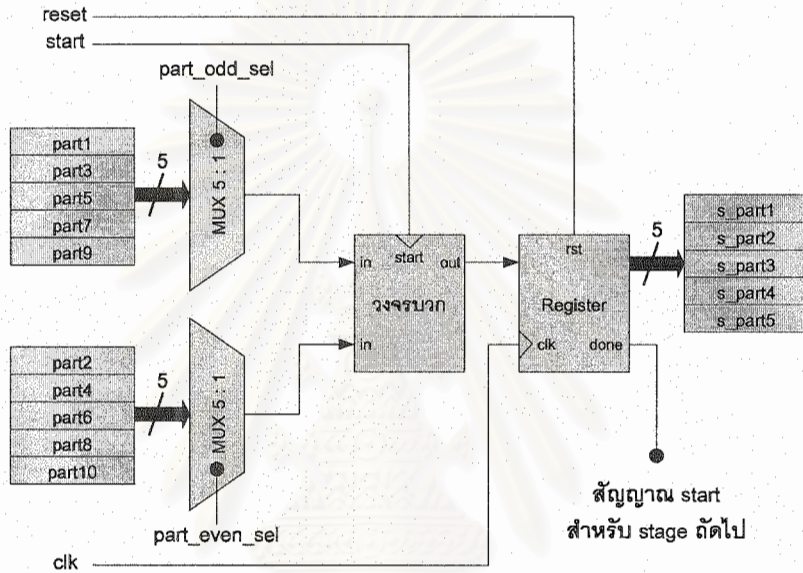 reset
start
part_odd_sel
part1
part3
part5
part7
part9
5
MUX 5 : 1
in
start
out
วงจรบวก
in
rst
Register
clk
done
5
s_part1
s_part2
s_part3
s_part4
s_part5
part2
part4
part6
part8
part10
5
MUX 5 : 1
part_even_sel
clk
สัญญาณ start
สำหรับ stage ถัดไป